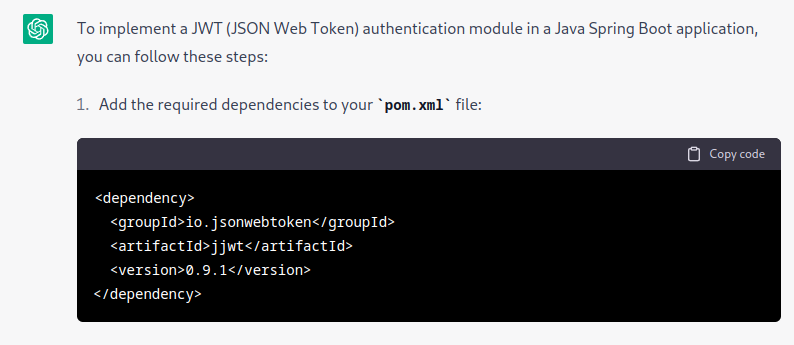 To implement a JWT (JSON Web Token) authentication module in a Java Spring Boot application,
you can follow these steps:
1. Add the required dependencies to your `pom.xml` file:
Copy code
<dependency>
  <groupId>io.jsonwebtoken</groupId>
  <artifactId>jjwt</artifactId>
  <version>0.9.1</version>
</dependency>